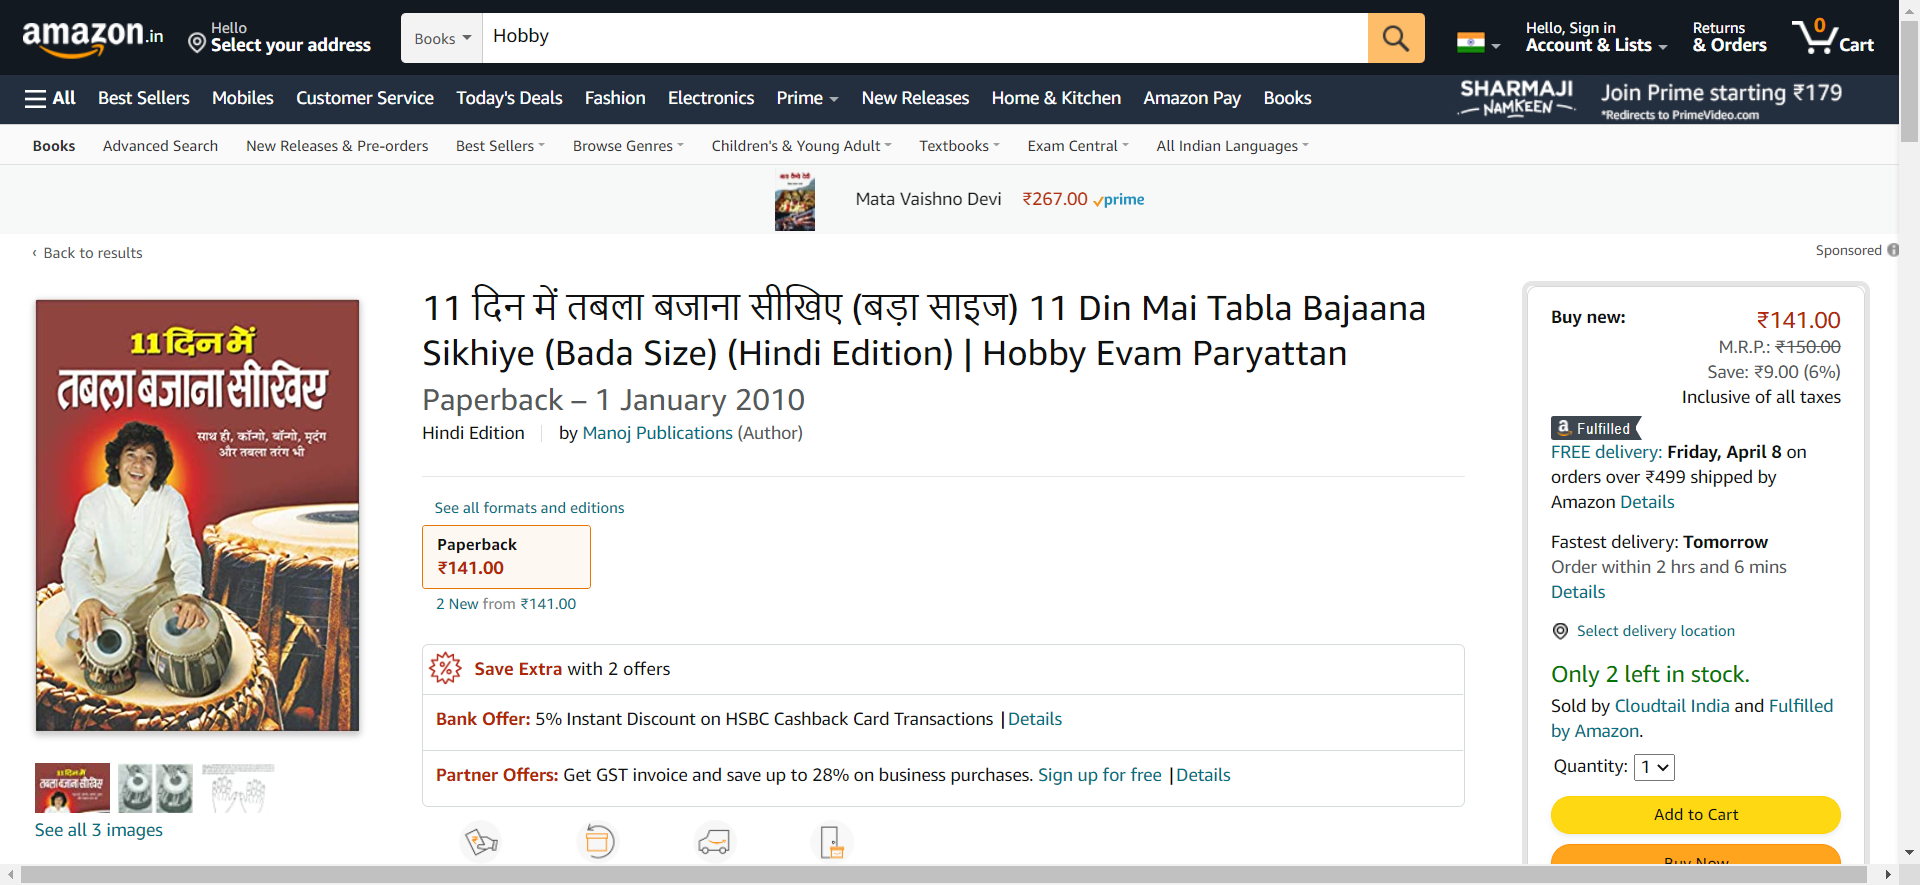 amazon.in
Hello
Select your address
Books
Hobby
Hello, Sign in
Account & Lists
Returns
& Orders
0
Cart
All
Best Sellers
Mobiles
Customer Service
Today's Deals
Fashion
Electronics
Prime
New Releases
Home & Kitchen
Amazon Pay
Books
SHARMAJI
NAMKEEN
Join Prime starting ₹179
*Redirects to PrimeVideo.com
Books
Advanced Search
New Releases & Pre-orders
Best Sellers
Browse Genres
Children's & Young Adult
Textbooks
Exam Central
All Indian Languages
Mata Vaishno Devi
₹267.00
prime
‹ Back to results
Sponsored
11 दिन में
तबला बजाना सीखिए
साथ ही, कॉन्गो, बॉन्गो, मृदंग
और तबला तरंग भी
See all 3 images
11 दिन में तबला बजाना सीखिए (बड़ा साइज) 11 Din Mai Tabla Bajaana
Sikhiye (Bada Size) (Hindi Edition) | Hobby Evam Paryattan
Paperback – 1 January 2010
Hindi Edition
by Manoj Publications (Author)
See all formats and editions
Paperback
₹141.00
2 New from ₹141.00
Save Extra with 2 offers
Bank Offer: 5% Instant Discount on HSBC Cashback Card Transactions |Details
Partner Offers: Get GST invoice and save up to 28% on business purchases. Sign up for free |Details
Buy new:
₹141.00
M.R.P.: ₹150.00
Save: ₹9.00 (6%)
Inclusive of all taxes
a Fulfilled
FREE delivery: Friday, April 8 on
orders over ₹499 shipped by
Amazon Details
Fastest delivery: Tomorrow
Order within 2 hrs and 6 mins
Details
Select delivery location
Only 2 left in stock.
Sold by Cloudtail India and Fulfilled
by Amazon.
Quantity: 1
Add to Cart
Buy Now